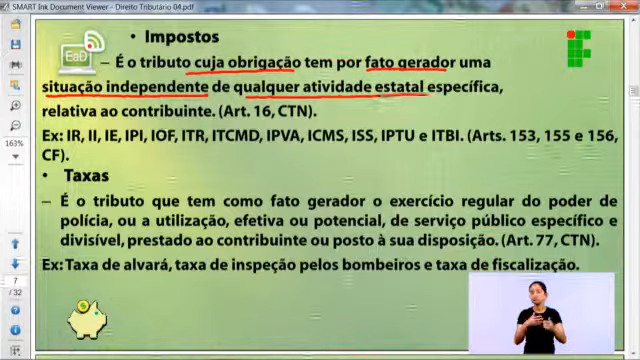 SMART Ink Document Viewer - Direito Tributário 04.pdf
EaD
• Impostos
– É o tributo cuja obrigação tem por fato gerador uma
situação independente de qualquer atividade estatal específica,
relativa ao contribuinte. (Art. 16, CTN).
Ex: IR, II, IE, IPI, IOF, ITR, ITCMD, IPVA, ICMS, ISS, IPTU e ITBI. (Arts. 153, 155 e 156,
CF).
• Taxas
– É o tributo que tem como fato gerador o exercício regular do poder de
polícia, ou a utilização, efetiva ou potencial, de serviço público específico e
divisível, prestado ao contribuinte ou posto à sua disposição. (Art. 77, CTN).
Ex: Taxa de alvará, taxa de inspeção pelos bombeiros e taxa de fiscalização.
163%
7
/ 32